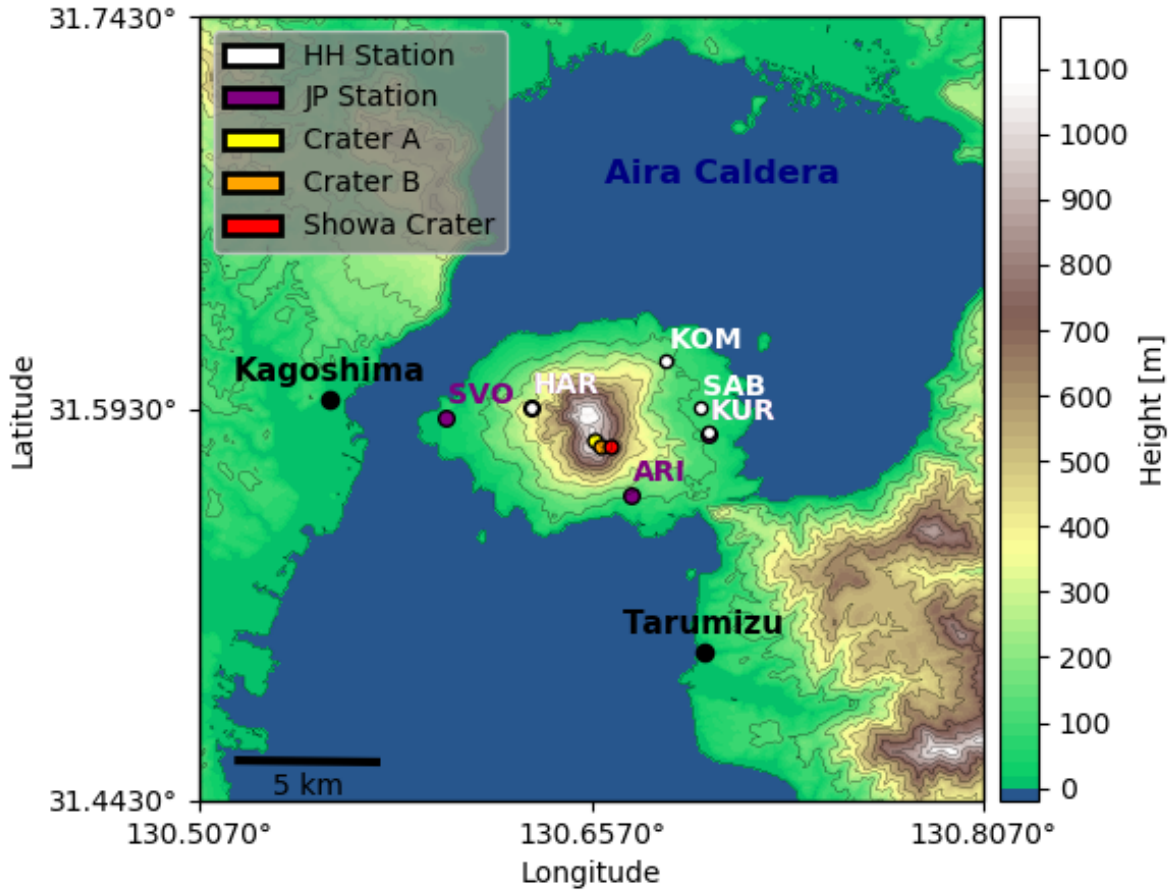 31.7430°
HH Station
JP Station
Crater A
Crater B
Showa Crater
Aira Caldera
KOM
Kagoshima
SVO
HAR
SAB
KUR
31.5930°
ARI
Tarumizu
5 km
31.4430°
130.5070°
130.6570°
130.8070°
Longitude
Latitude
1100
1000
900
800
700
600
500
400
300
200
100
0
Height [m]